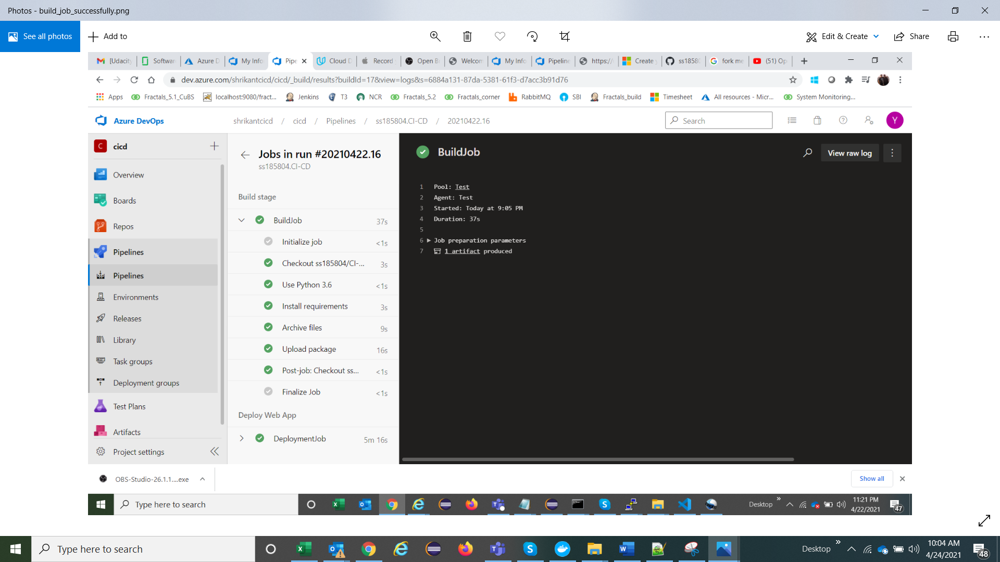 Photos - build_job_successfully.png
See all photos
Add to
Edit & Create
Share
[Udacity
Softwar
Azure D
My Info
Pipe
Cloud D
Record
Open B
Welcom
My Info
Pipeline
https://
Create
ss1858
fork me
(51) Op
dev.azure.com/shrikantcicd/cicd/_build/results?buildId=17&view=logs&s=6884a131-87da-5381-61f3-d7acc3b91d76
Apps
Fractals_5.1_CuBS
localhost:9080/fract...
Jenkins
T3
NCR
Fractals_5.2
Fractals_corner
RabbitMQ
SBI
Fractals_build
Timesheet
All resources - Micr...
System Monitoring...
Azure DevOps
shrikantcicd / cicd / Pipelines / ss185804.CI-CD / 20210422.16
Search
Y
C cicd
Overview
Boards
Repos
Pipelines
Pipelines
Environments
Releases
Library
Task groups
Deployment groups
Test Plans
Artifacts
Project settings
Jobs in run #20210422.16
ss185804.CI-CD
Build stage
BuildJob 37s
Initialize job <1s
Checkout ss185804/CI-... 3s
Use Python 3.6 <1s
Install requirements 3s
Archive files 9s
Upload package 16s
Post-job: Checkout ss... <1s
Finalize Job <1s
Deploy Web App
DeploymentJob 5m 16s
BuildJob
View raw log
1 Pool: Test
2 Agent: Test
3 Started: Today at 9:05 PM
4 Duration: 37s
5
6 Job preparation parameters
7 1 artifact produced
OBS-Studio-26.1.1....exe
Show all
Type here to search
Desktop
11:21 PM
4/22/2021
47
Type here to search
Desktop
10:04 AM
4/24/2021
48